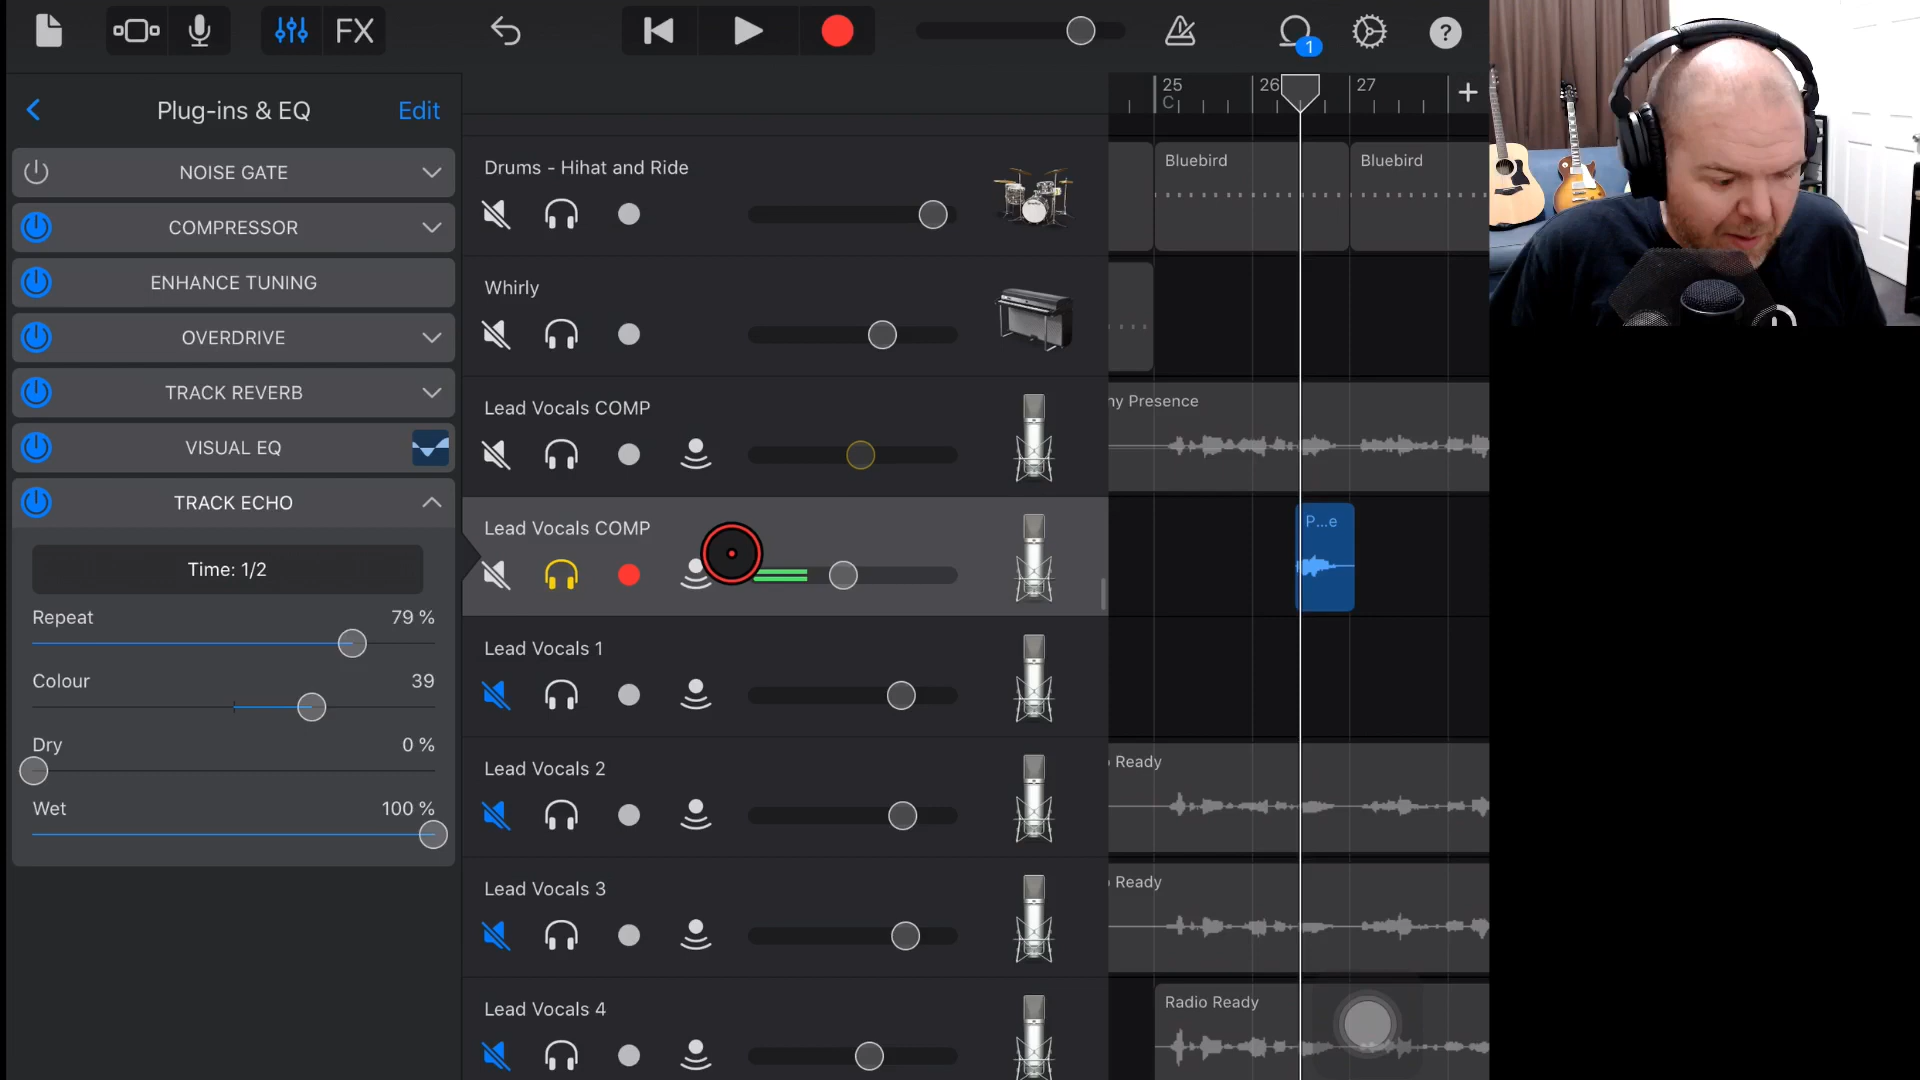 FX
1
?
Plug-ins & EQ
Edit
NOISE GATE
COMPRESSOR
ENHANCE TUNING
OVERDRIVE
TRACK REVERB
VISUAL EQ
TRACK ECHO
Time: 1/2
Repeat
79 %
Colour
39
Dry
0 %
Wet
100 %
Drums - Hihat and Ride
Whirly
Lead Vocals COMP
Lead Vocals COMP
Lead Vocals 1
Lead Vocals 2
Lead Vocals 3
Lead Vocals 4
25
26
27
+
C
Bluebird
Bluebird
ny Presence
P...e
Ready
Ready
Radio Ready